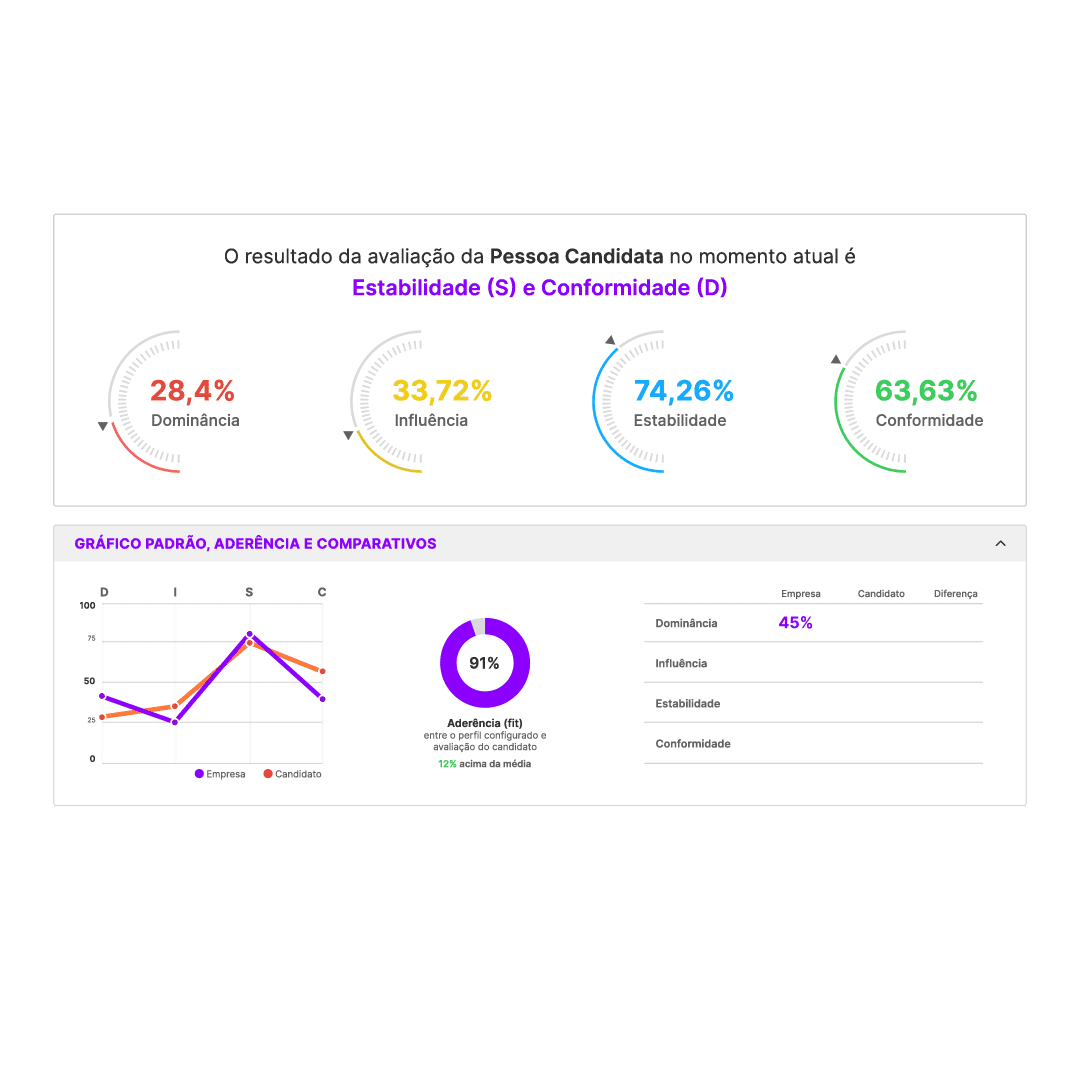 O resultado da avaliação da Pessoa Candidata no momento atual é
Estabilidade (S) e Conformidade (D)
28,4%
Dominância
33,72%
Influência
74,26%
Estabilidade
63,63%
Conformidade
GRÁFICO PADRÃO, ADERÊNCIA E COMPARATIVOS
D I S C
100
75
50
25
0
Empresa Candidato
91%
Aderência (fit)
entre o perfil configurado e
avaliação do candidato
12% acima da média
Empresa Candidato Diferença
Dominância 45%
Influência
Estabilidade
Conformidade